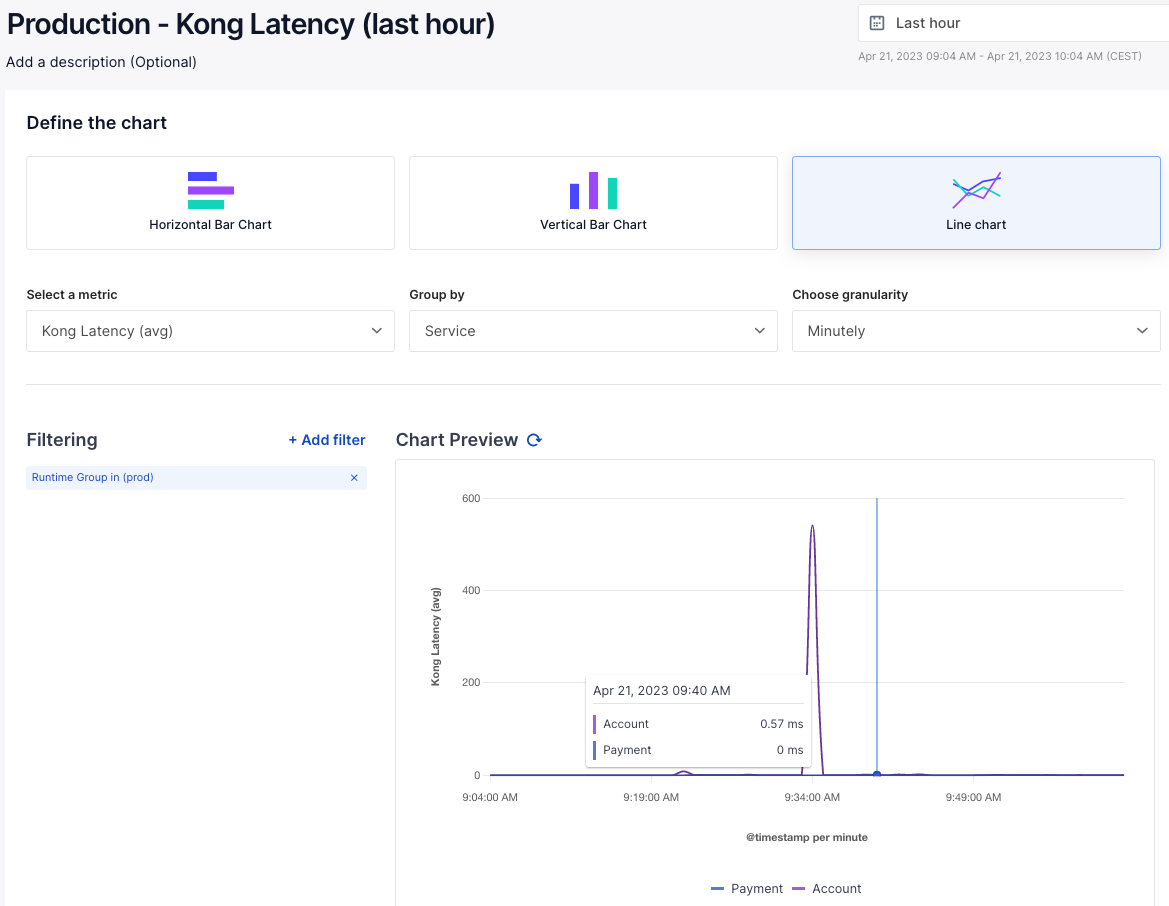 Production - Kong Latency (last hour)
Last hour
Add a description (Optional)
Apr 21, 2023 09:04 AM - Apr 21, 2023 10:04 AM (CEST)
Define the chart
Horizontal Bar Chart
Vertical Bar Chart
Line chart
Select a metric
Group by
Choose granularity
Kong Latency (avg)
Service
Minutely
Filtering
+ Add filter
Chart Preview
Runtime Group in (prod)
600
400
200
0
Kong Latency (avg)
Apr 21, 2023 09:40 AM
Account 0.57 ms
Payment 0 ms
9:04:00 AM 9:19:00 AM 9:34:00 AM 9:49:00 AM
@timestamp per minute
Payment Account